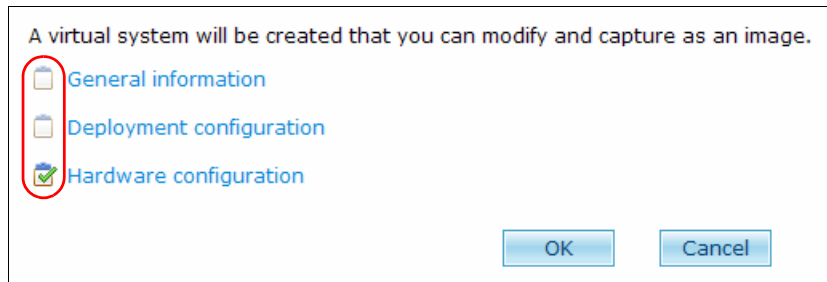 A virtual system will be created that you can modify and capture as an image.
General information
Deployment configuration
Hardware configuration
OK Cancel